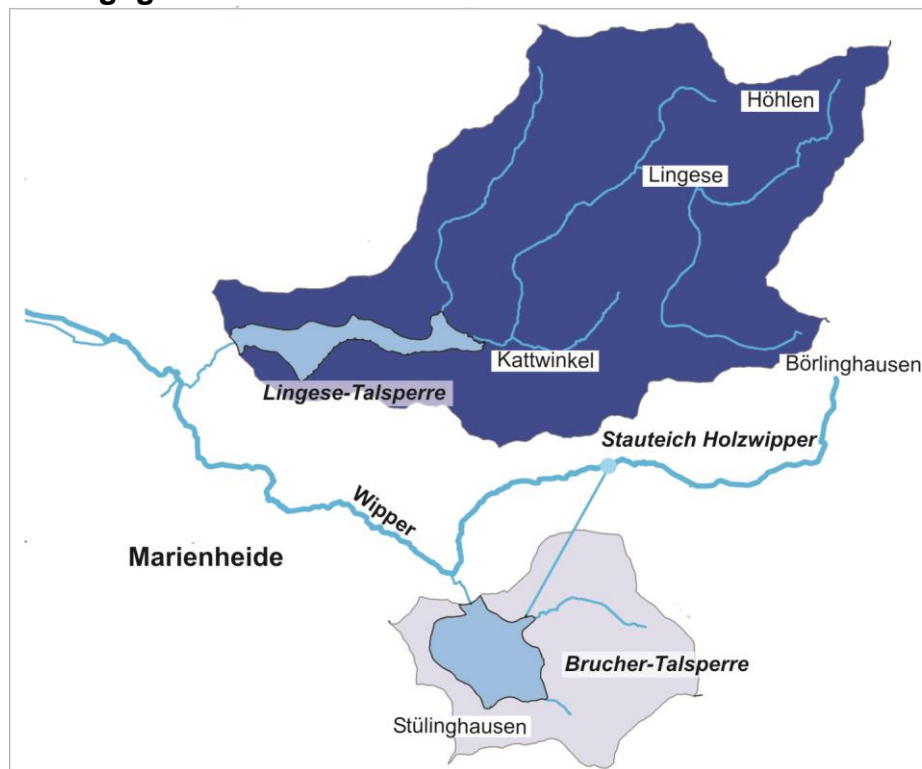 Höhlen
Lingese
Kattwinkel
Börlinghausen
Lingese-Talsperre
Stauteich Holzwipper
Wipper
Marienheide
Brucher-Talsperre
Stülinghausen